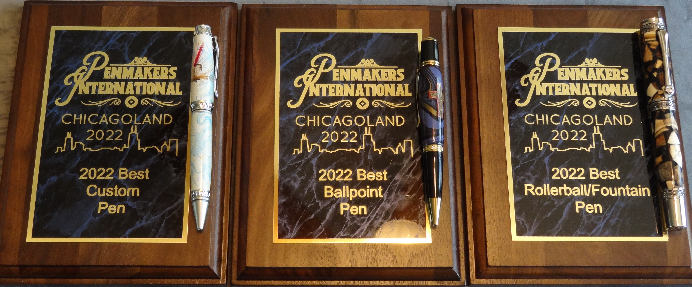 Penmakers
International
CHICAGOLAND
2022
2022 Best
Custom
Pen
Penmakers
International
CHICAGOLAND
2022
2022 Best
Ballpoint
Pen
Penmakers
International
CHICAGOLAND
2022
2022 Best
Rollerball/Fountain
Pen